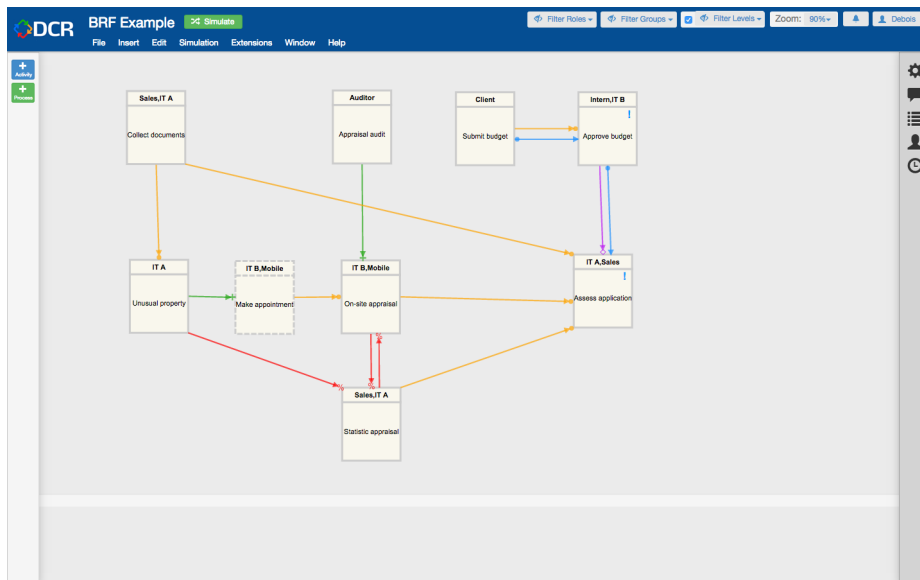 DCR
BRF Example
Simulate
Filter Roles
Filter Groups
Filter Levels
Zoom: 90%
Debois
File Insert Edit Simulation Extensions Window Help
Activity
Process
Sales,IT A
Collect documents
Auditor
Appraisal audit
Client
Submit budget
Intern,IT B
!
Approve budget
IT A
Unusual property
IT B,Mobile
Make appointment
IT B,Mobile
On-site appraisal
IT A,Sales
!
Assess application
Sales,IT A
Statistic appraisal